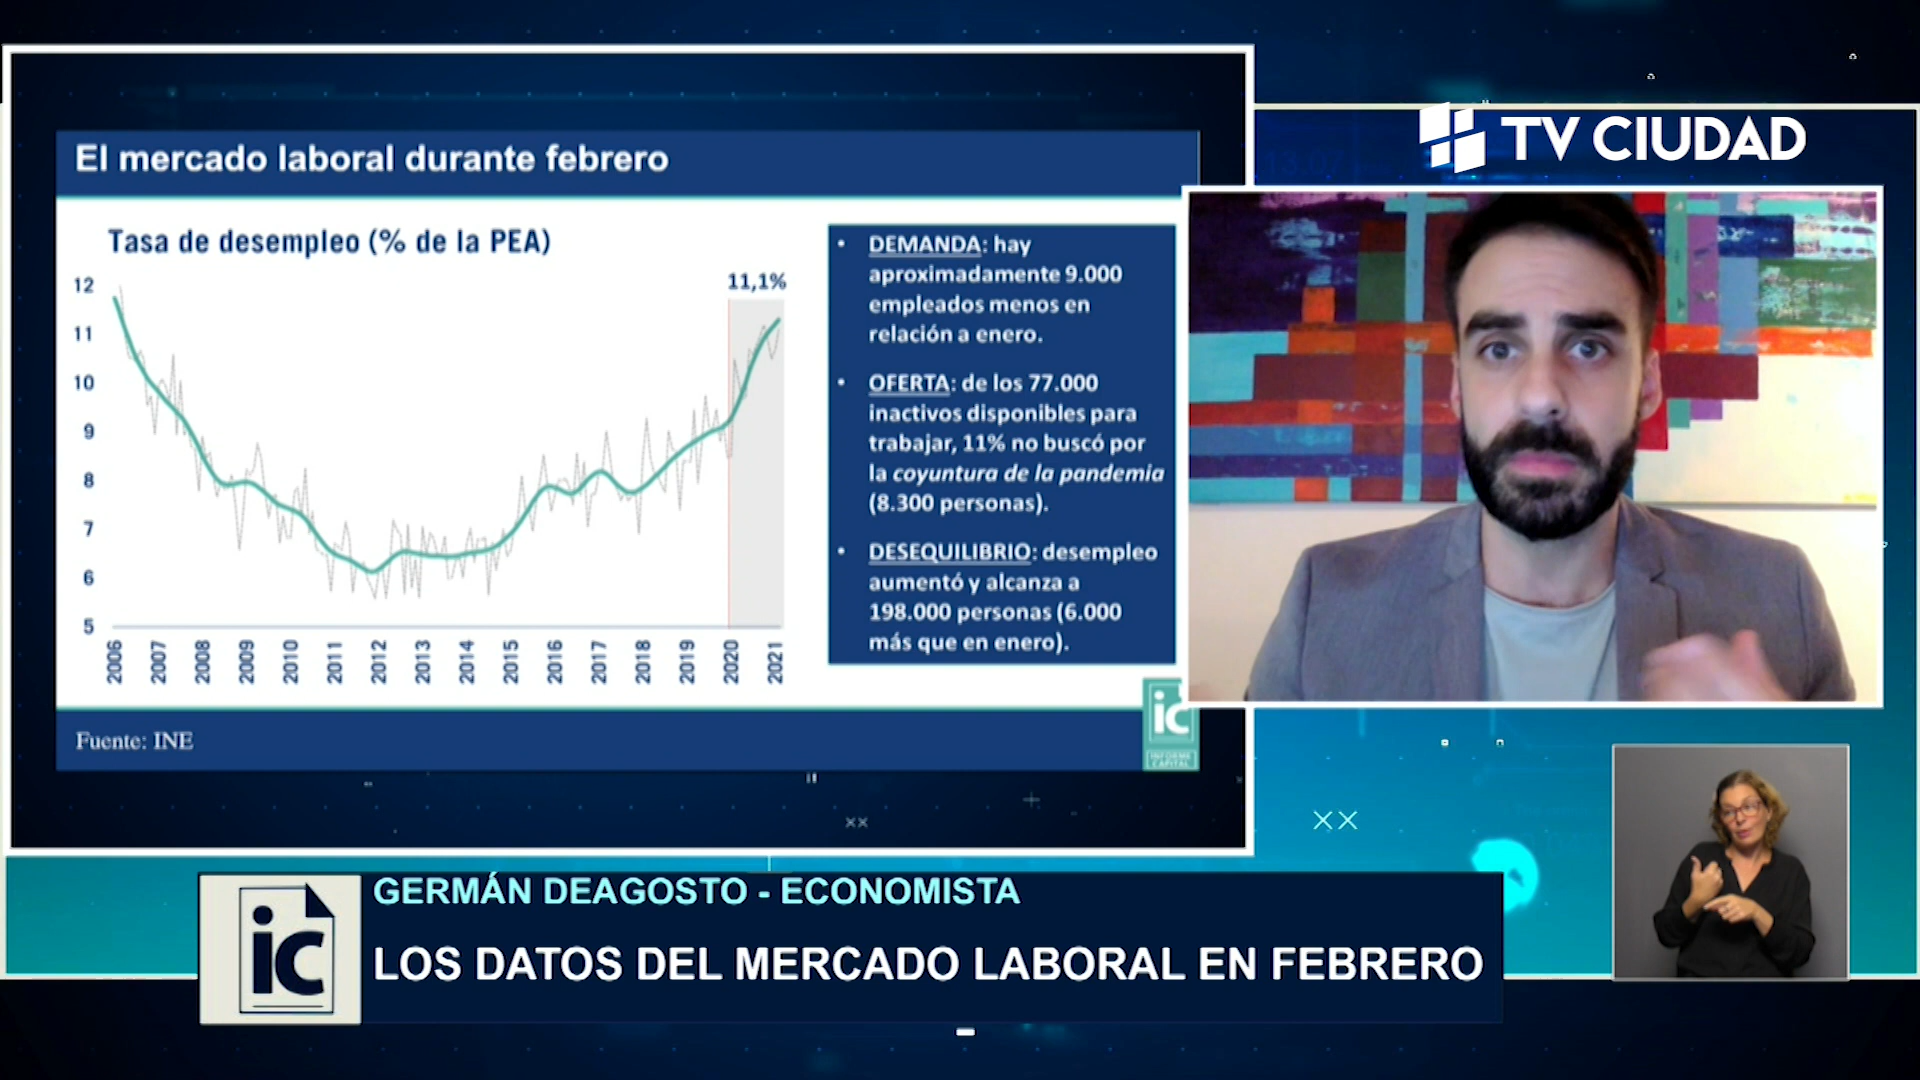 TV CIUDAD
El mercado laboral durante febrero
Tasa de desempleo (% de la PEA)
11,1%
12
11
10
9
8
7
6
5
2006 2007 2008 2009 2010 2011 2012 2013 2014 2015 2016 2017 2018 2019 2020 2021
• DEMANDA: hay
aproximadamente 9.000
empleados menos en
relación a enero.
• OFERTA: de los 77.000
inactivos disponibles para
trabajar, 11% no buscó por
la coyuntura de la pandemia
(8.300 personas).
• DESEQUILIBRIO: desempleo
aumentó y alcanza a
198.000 personas (6.000
más que en enero).
Fuente: INE
ic
INFORME
CAPITAL
ic
GERMÁN DEAGOSTO - ECONOMISTA
LOS DATOS DEL MERCADO LABORAL EN FEBRERO